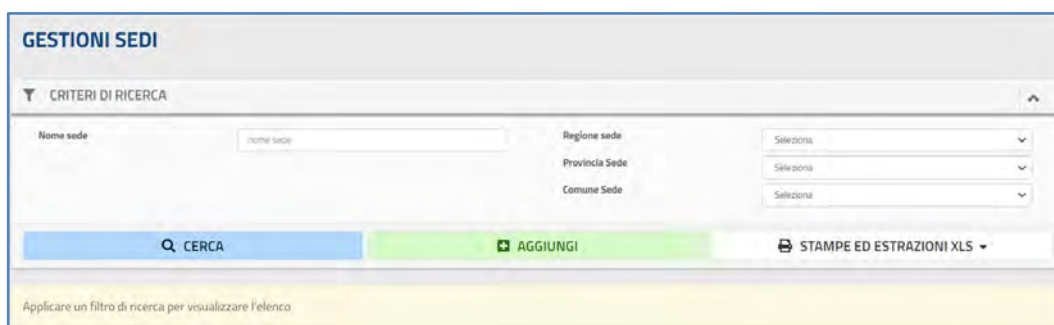 GESTIONI SEDI
CRITERI DI RICERCA
Nome sede
nome sede
Regione sede
Seleziona
Provincia Sede
Seleziona
Comune Sede
Seleziona
CERCA
AGGIUNGI
STAMPE ED ESTRAZIONI XLS
Applicare un filtro di ricerca per visualizzare l'elenco